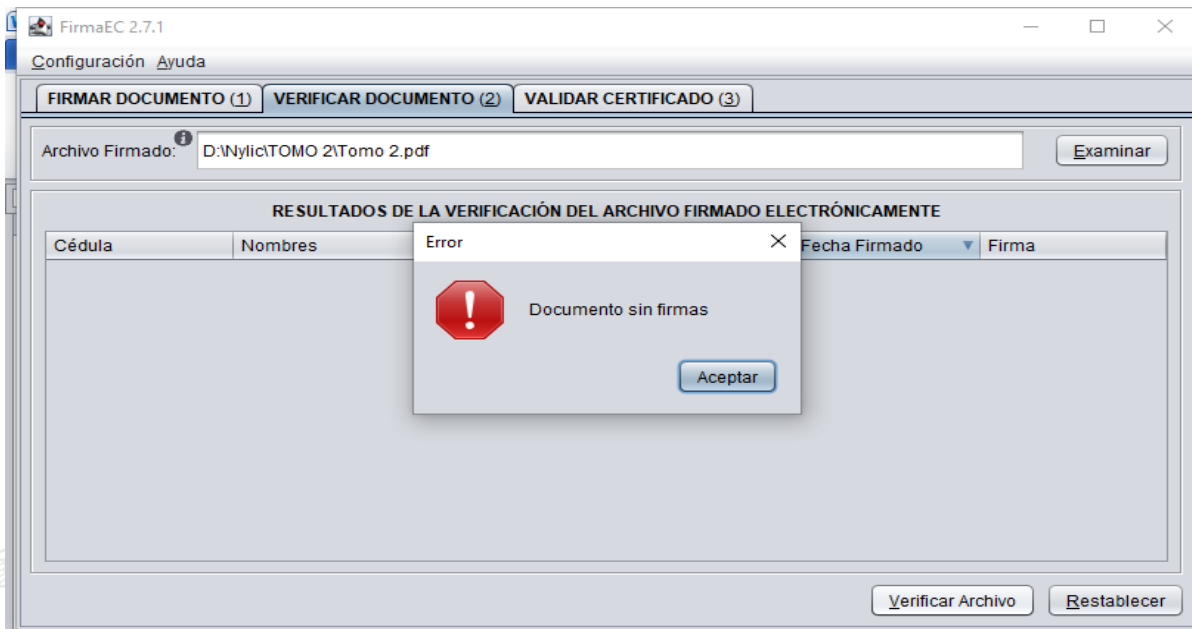 FirmaEC 2.7.1
Configuración Ayuda
FIRMAR DOCUMENTO (1) VERIFICAR DOCUMENTO (2) VALIDAR CERTIFICADO (3)
Archivo Firmado: D:\Nylic\TOMO 2\Tomo 2.pdf Examinar
RESULTADOS DE LA VERIFICACIÓN DEL ARCHIVO FIRMADO ELECTRÓNICAMENTE
Cédula Nombres Fecha Firmado Firma
Error
Documento sin firmas
Aceptar
Verificar Archivo Restablecer